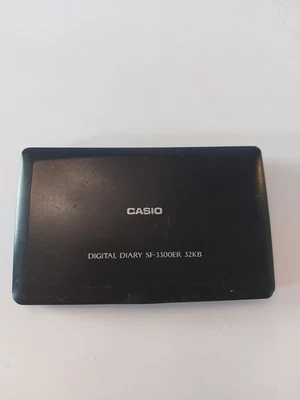 CASIO
DIGITAL DIARY SF-3300ER 32KB